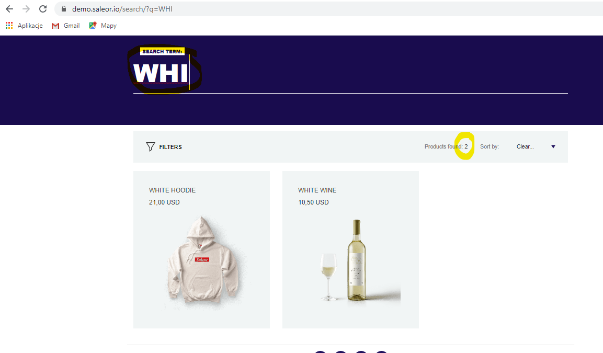 demo.saleor.io/search/?q=WHI
Aplikacje Gmail Mapy
SEARCH TERM:
WHI
FILTERS Products found: 2 Sort by: Clear...
WHITE HOODIE
21,00 USD
WHITE WINE
10,50 USD